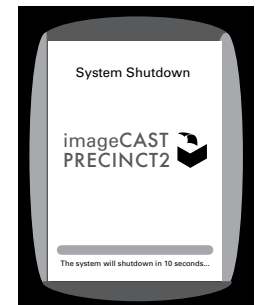 System Shutdown
imageCAST
PRECINCT2
The system will shutdown in 10 seconds...